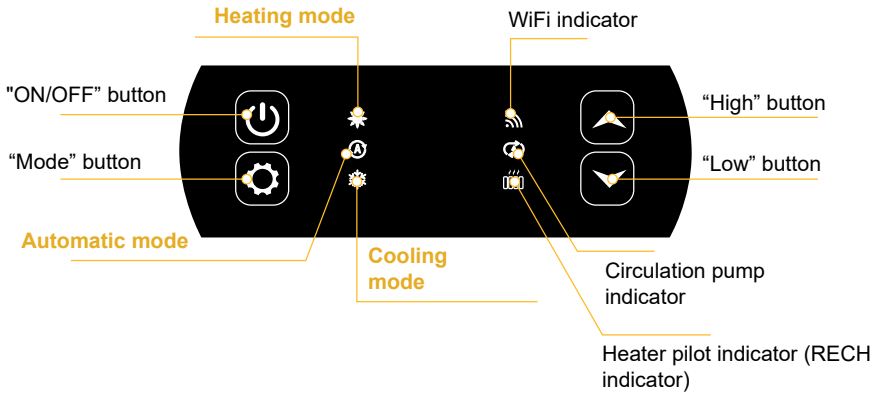 Heating mode
WiFi indicator
"ON/OFF” button
“High” button
“Mode” button
“Low” button
A
Automatic mode
Cooling
mode
Circulation pump
indicator
Heater pilot indicator (RECH
indicator)